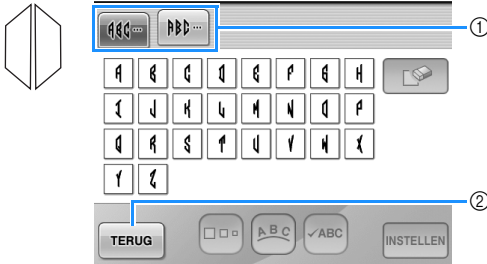 ABC ··· ABC ··· ①
A B C D E F G H
I J K L M N O P
Q R S T U V W X
Y Z
②
TERUG ABC ✓ABC INSTELLEN